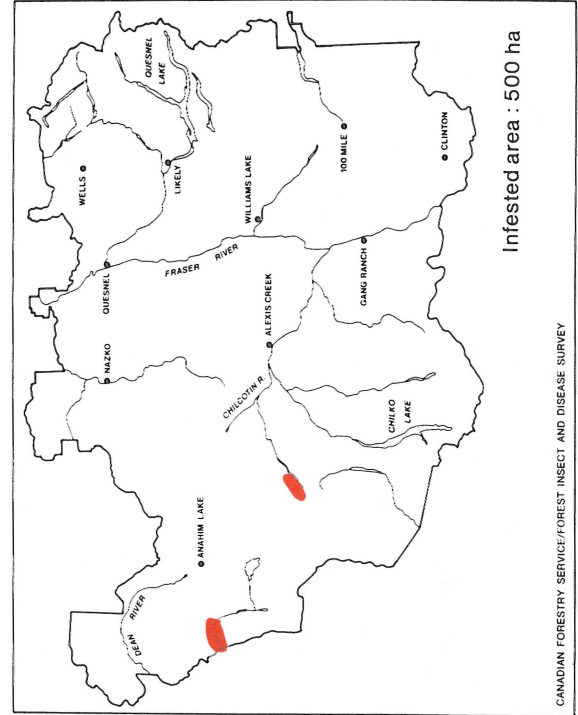 QUESNEL
LAKE
WELLS
LIKELY
QUESNEL
FRASER
RIVER
WILLIAMS LAKE
100 MILE
CLINTON
NAZKO
ALEXIS CREEK
GANG RANCH
CHILCOTIN R.
CHILKO
LAKE
ANAHIM LAKE
DEAN
RIVER
Infested area : 500 ha
CANADIAN FORESTRY SERVICE/FOREST INSECT AND DISEASE SURVEY